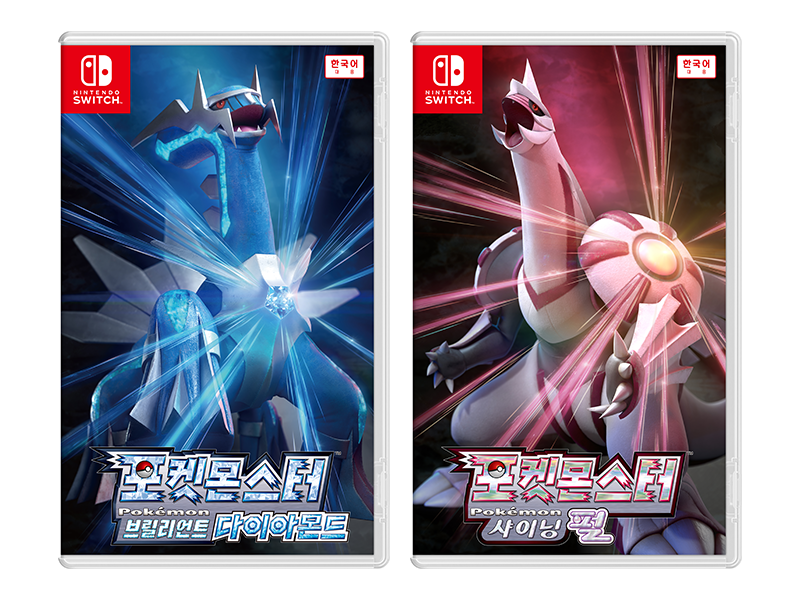 NINTENDO
SWITCH
한국어
대응
포켓몬스터
Pokémon
브릴리언트 다이아몬드
NINTENDO
SWITCH
한국어
대응
포켓몬스터
Pokémon
샤이닝 펄